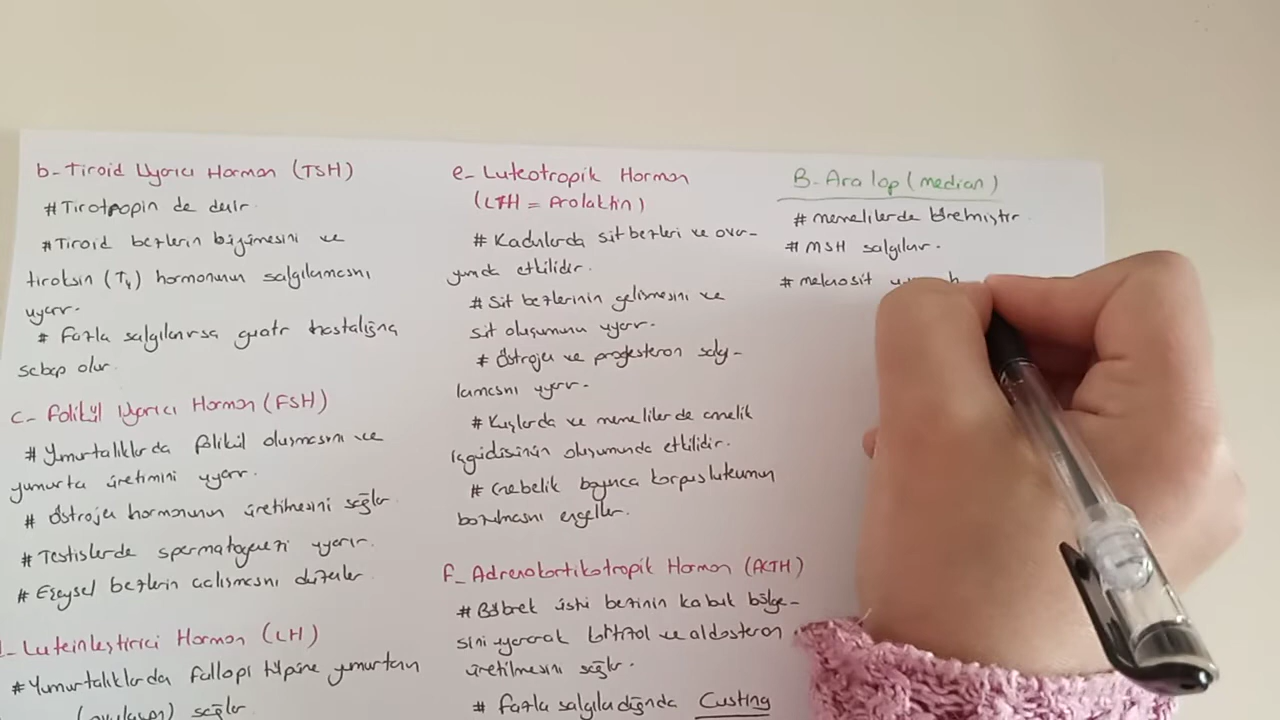 b- Tiroid Uyarıcı Hormon (TSH)
# Tirotropin de denir.
# Tiroid bezlerin büyümesini ve
tiroksin (T4) hormonunun salgılanmasını
uyarır.
# Fazla salgılanırsa guatr hastalığına
sebep olur.
c- Folikül Uyarıcı Hormon (FSH)
# Yumurtalıklarda folikül oluşmasını ve
yumurta üretimini uyarır.
# Östrojen hormonunun üretilmesini sağlar.
# Testislerde spermatogenezi uyarır.
# Eşeysel bezlerin çalışmasını düzenler.
d- Luteinleştirici Hormon (LH)
# Yumurtalıklarda fallopi tüpüne yumurtanın
(ovulasyon) sağlar
e- Luteotropik Hormon
(LTH = Prolaktin)
# Kadınlarda süt bezleri ve ovar-
yumda etkilidir.
# Süt bezlerinin gelişmesini ve
süt oluşumunu uyarır.
# Östrojen ve progesteron salgı-
lamasını uyarır.
# Kuşlarda ve memelilerde annelik
içgüdüsünün oluşumunda etkilidir.
# Gebelik boyunca korpus luteumun
bozulmasını engeller.
f- Adrenokortikotropik Hormon (ACTH)
# Böbrek üstü bezinin kabuk bölge-
sini uyararak kortizol ve aldosteron
üretilmesini sağlar.
# Fazla salgıladığında Custing
B- Ara lop (median)
# memelilerde körelmiştir.
# MSH salgılar.
# melanosit